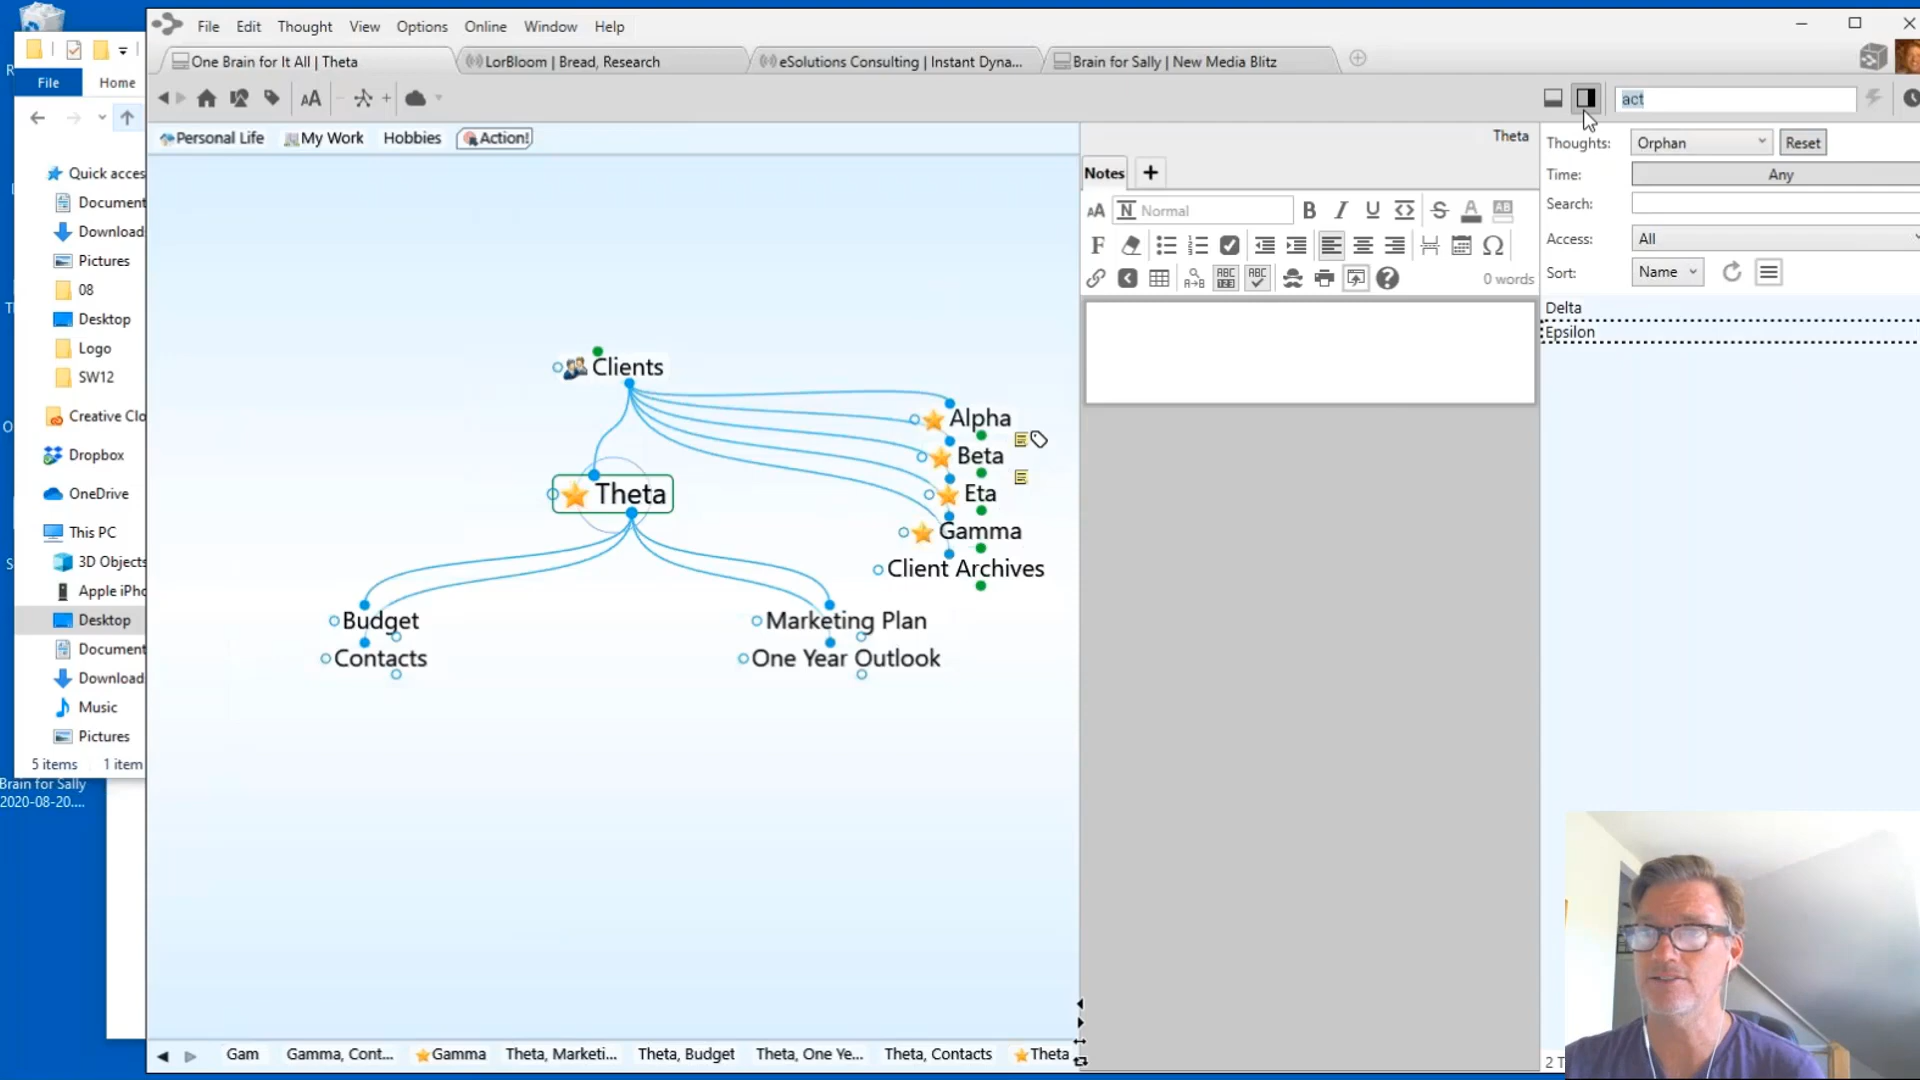 File Edit Thought View Options Online Window Help
One Brain for It All | Theta
LorBloom | Bread, Research
eSolutions Consulting | Instant Dyna...
Brain for Sally | New Media Blitz
act
Personal Life My Work Hobbies Action!
File Home
Quick acces
Document
Download
Pictures
08
Desktop
Logo
SW12
Creative Clo
Dropbox
OneDrive
This PC
3D Objects
Apple iPho
Desktop
Document
Download
Music
Pictures
5 items 1 item
Brain for Sally
2020-08-20....
Clients
Alpha
Beta
Eta
Gamma
Client Archives
Theta
Budget
Contacts
Marketing Plan
One Year Outlook
Theta
Notes +
AA N Normal B I U S A AB
F Ω
A→B ABC 123 ABC ?
0 words
Thoughts: Orphan Reset
Time: Any
Search:
Access: All
Sort: Name
Delta
Epsilon
Gam Gamma, Cont... Gamma Theta, Marketi... Theta, Budget Theta, One Ye... Theta, Contacts Theta